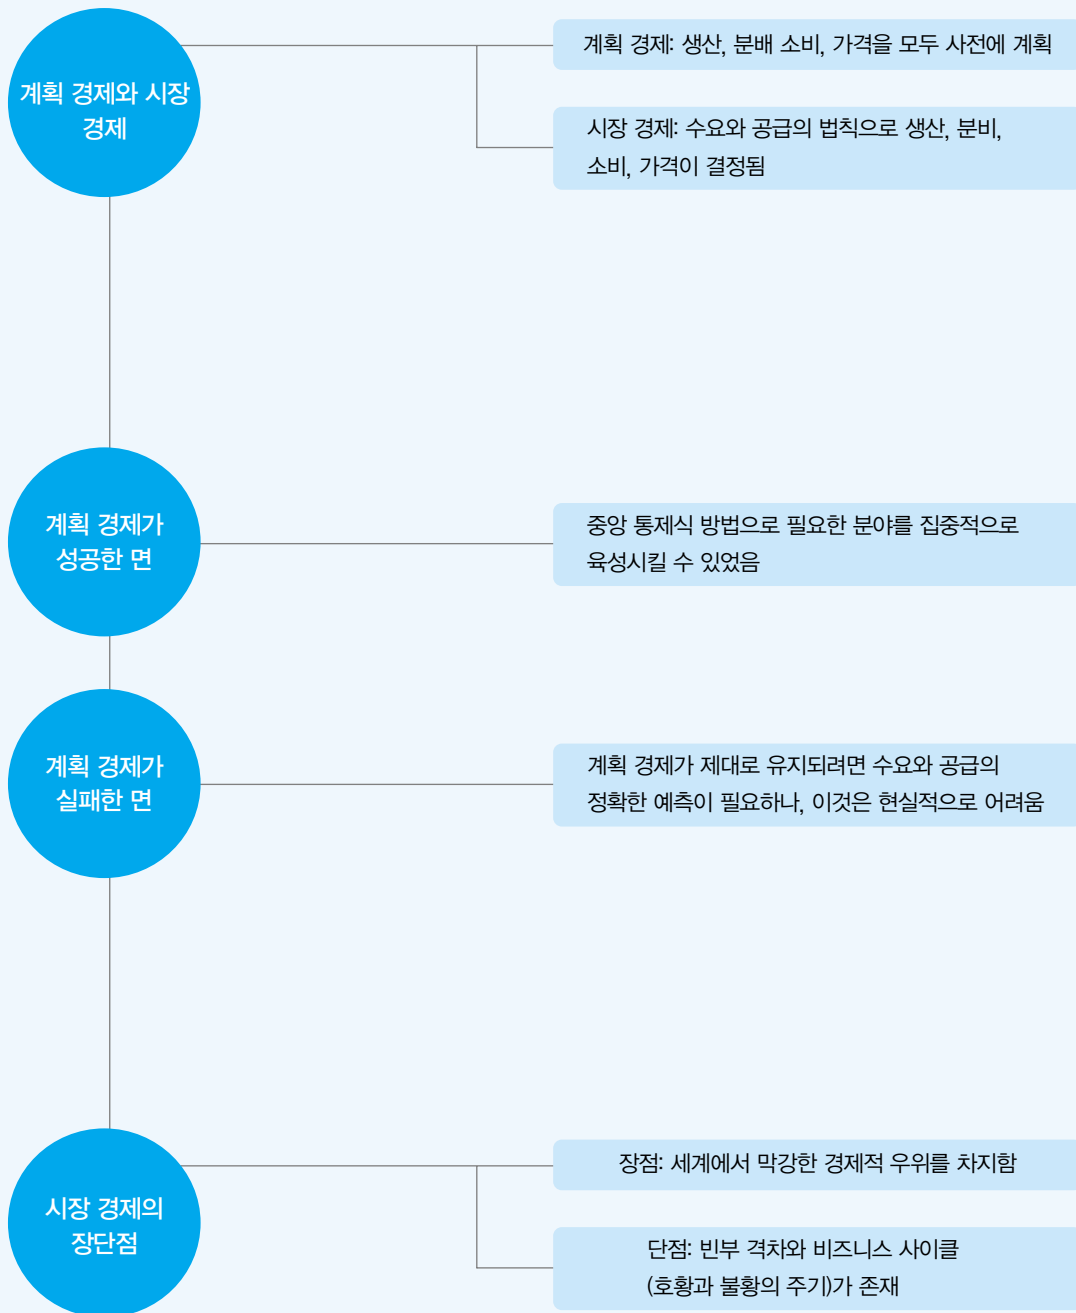 계획 경제와 시장
경제
계획 경제: 생산, 분배 소비, 가격을 모두 사전에 계획
시장 경제: 수요와 공급의 법칙으로 생산, 분비,
소비, 가격이 결정됨
계획 경제가
성공한 면
중앙 통제식 방법으로 필요한 분야를 집중적으로
육성시킬 수 있었음
계획 경제가
실패한 면
계획 경제가 제대로 유지되려면 수요와 공급의
정확한 예측이 필요하나, 이것은 현실적으로 어려움
시장 경제의
장단점
장점: 세계에서 막강한 경제적 우위를 차지함
단점: 빈부 격차와 비즈니스 사이클
(호황과 불황의 주기)가 존재